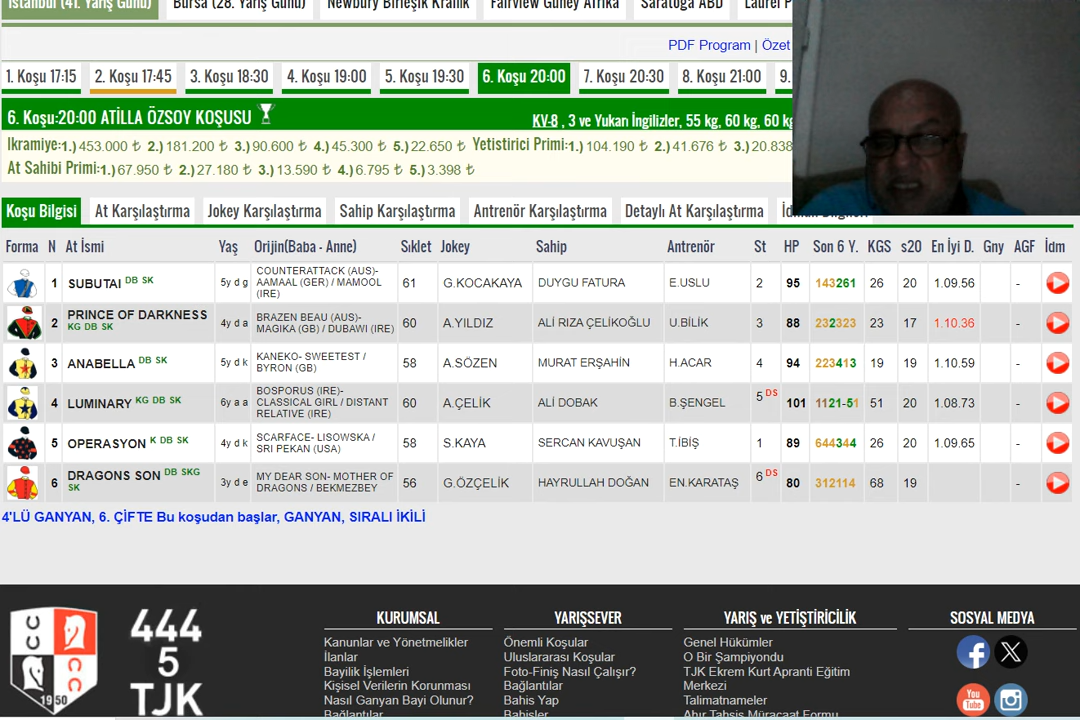 İstanbul (41. Yarış Günü) Bursa (28. Yarış Günü) Newbury Birleşik Krallık Fairview Güney Afrika Saratoga ABD Laurel P
PDF Program | Özet
1. Koşu 17:15 2. Koşu 17:45 3. Koşu 18:30 4. Koşu 19:00 5. Koşu 19:30 6. Koşu 20:00 7. Koşu 20:30 8. Koşu 21:00 9.
6. Koşu:20:00 ATİLLA ÖZSOY KOŞUSU KV-8 , 3 ve Yukarı İngilizler, 55 kg, 60 kg, 60 kg
Ikramiye:1.) 453.000 ₺ 2.) 181.200 ₺ 3.) 90.600 ₺ 4.) 45.300 ₺ 5.) 22.650 ₺ Yetistirici Primi:1.) 104.190 ₺ 2.) 41.676 ₺ 3.) 20.838
At Sahibi Primi:1.) 67.950 ₺ 2.) 27.180 ₺ 3.) 13.590 ₺ 4.) 6.795 ₺ 5.) 3.398 ₺
Koşu Bilgisi At Karşılaştırma Jokey Karşılaştırma Sahip Karşılaştırma Antrenör Karşılaştırma Detaylı At Karşılaştırma
Forma N At İsmi Yaş Orijin(Baba - Anne) Sıklet Jokey Sahip Antrenör St HP Son 6 Y. KGS s20 En İyi D. Gny AGF İdm
1 SUBUTAI DB SK 5y d g COUNTERATTACK (AUS)- AAMAAL (GER) / MAMOOL (IRE) 61 G.KOCAKAYA DUYGU FATURA E.USLU 2 95 143261 26 20 1.09.56 -
2 PRINCE OF DARKNESS KG DB SK 4y d a BRAZEN BEAU (AUS)- MAGIKA (GB) / DUBAWI (IRE) 60 A.YILDIZ ALİ RIZA ÇELİKOĞLU U.BİLİK 3 88 232323 23 17 1.10.36 -
3 ANABELLA DB SK 5y d k KANEKO- SWEETEST / BYRON (GB) 58 A.SÖZEN MURAT ERŞAHİN H.ACAR 4 94 223413 19 19 1.10.59 -
4 LUMINARY KG DB SK 6y a a BOSPORUS (IRE)- CLASSICAL GIRL / DISTANT RELATIVE (IRE) 60 A.ÇELİK ALİ DOBAK B.ŞENGEL 5 DS 101 1121-51 51 20 1.08.73 -
5 OPERASYON K DB SK 4y d k SCARFACE- LISOWSKA / SRI PEKAN (USA) 58 S.KAYA SERCAN KAVUŞAN T.İBİŞ 1 89 644344 26 20 1.09.65 -
6 DRAGONS SON DB SKG SK 3y d e MY DEAR SON- MOTHER OF DRAGONS / BEKMEZBEY 56 G.ÖZÇELİK HAYRULLAH DOĞAN EN.KARATAŞ 6 DS 80 312114 68 19 -
4'LÜ GANYAN, 6. ÇİFTE Bu koşudan başlar, GANYAN, SIRALI İKİLİ
CCC CC 1950
444
5
TJK
KURUMSAL
Kanunlar ve Yönetmelikler
İlanlar
Bayilik İşlemleri
Kişisel Verilerin Korunması
Nasıl Ganyan Bayi Olunur?
Bağlantılar
YARIŞSEVER
Önemli Koşular
Uluslararası Koşular
Foto-Finiş Nasıl Çalışır?
Bağlantılar
Bahis Yap
Bahisler
YARIŞ ve YETİŞTİRİCİLİK
Genel Hükümler
O Bir Şampiyondu
TJK Ekrem Kurt Apranti Eğitim
Merkezi
Talimatnameler
Ahır Tahsis Müracaat Formu
SOSYAL MEDYA
You
Tube